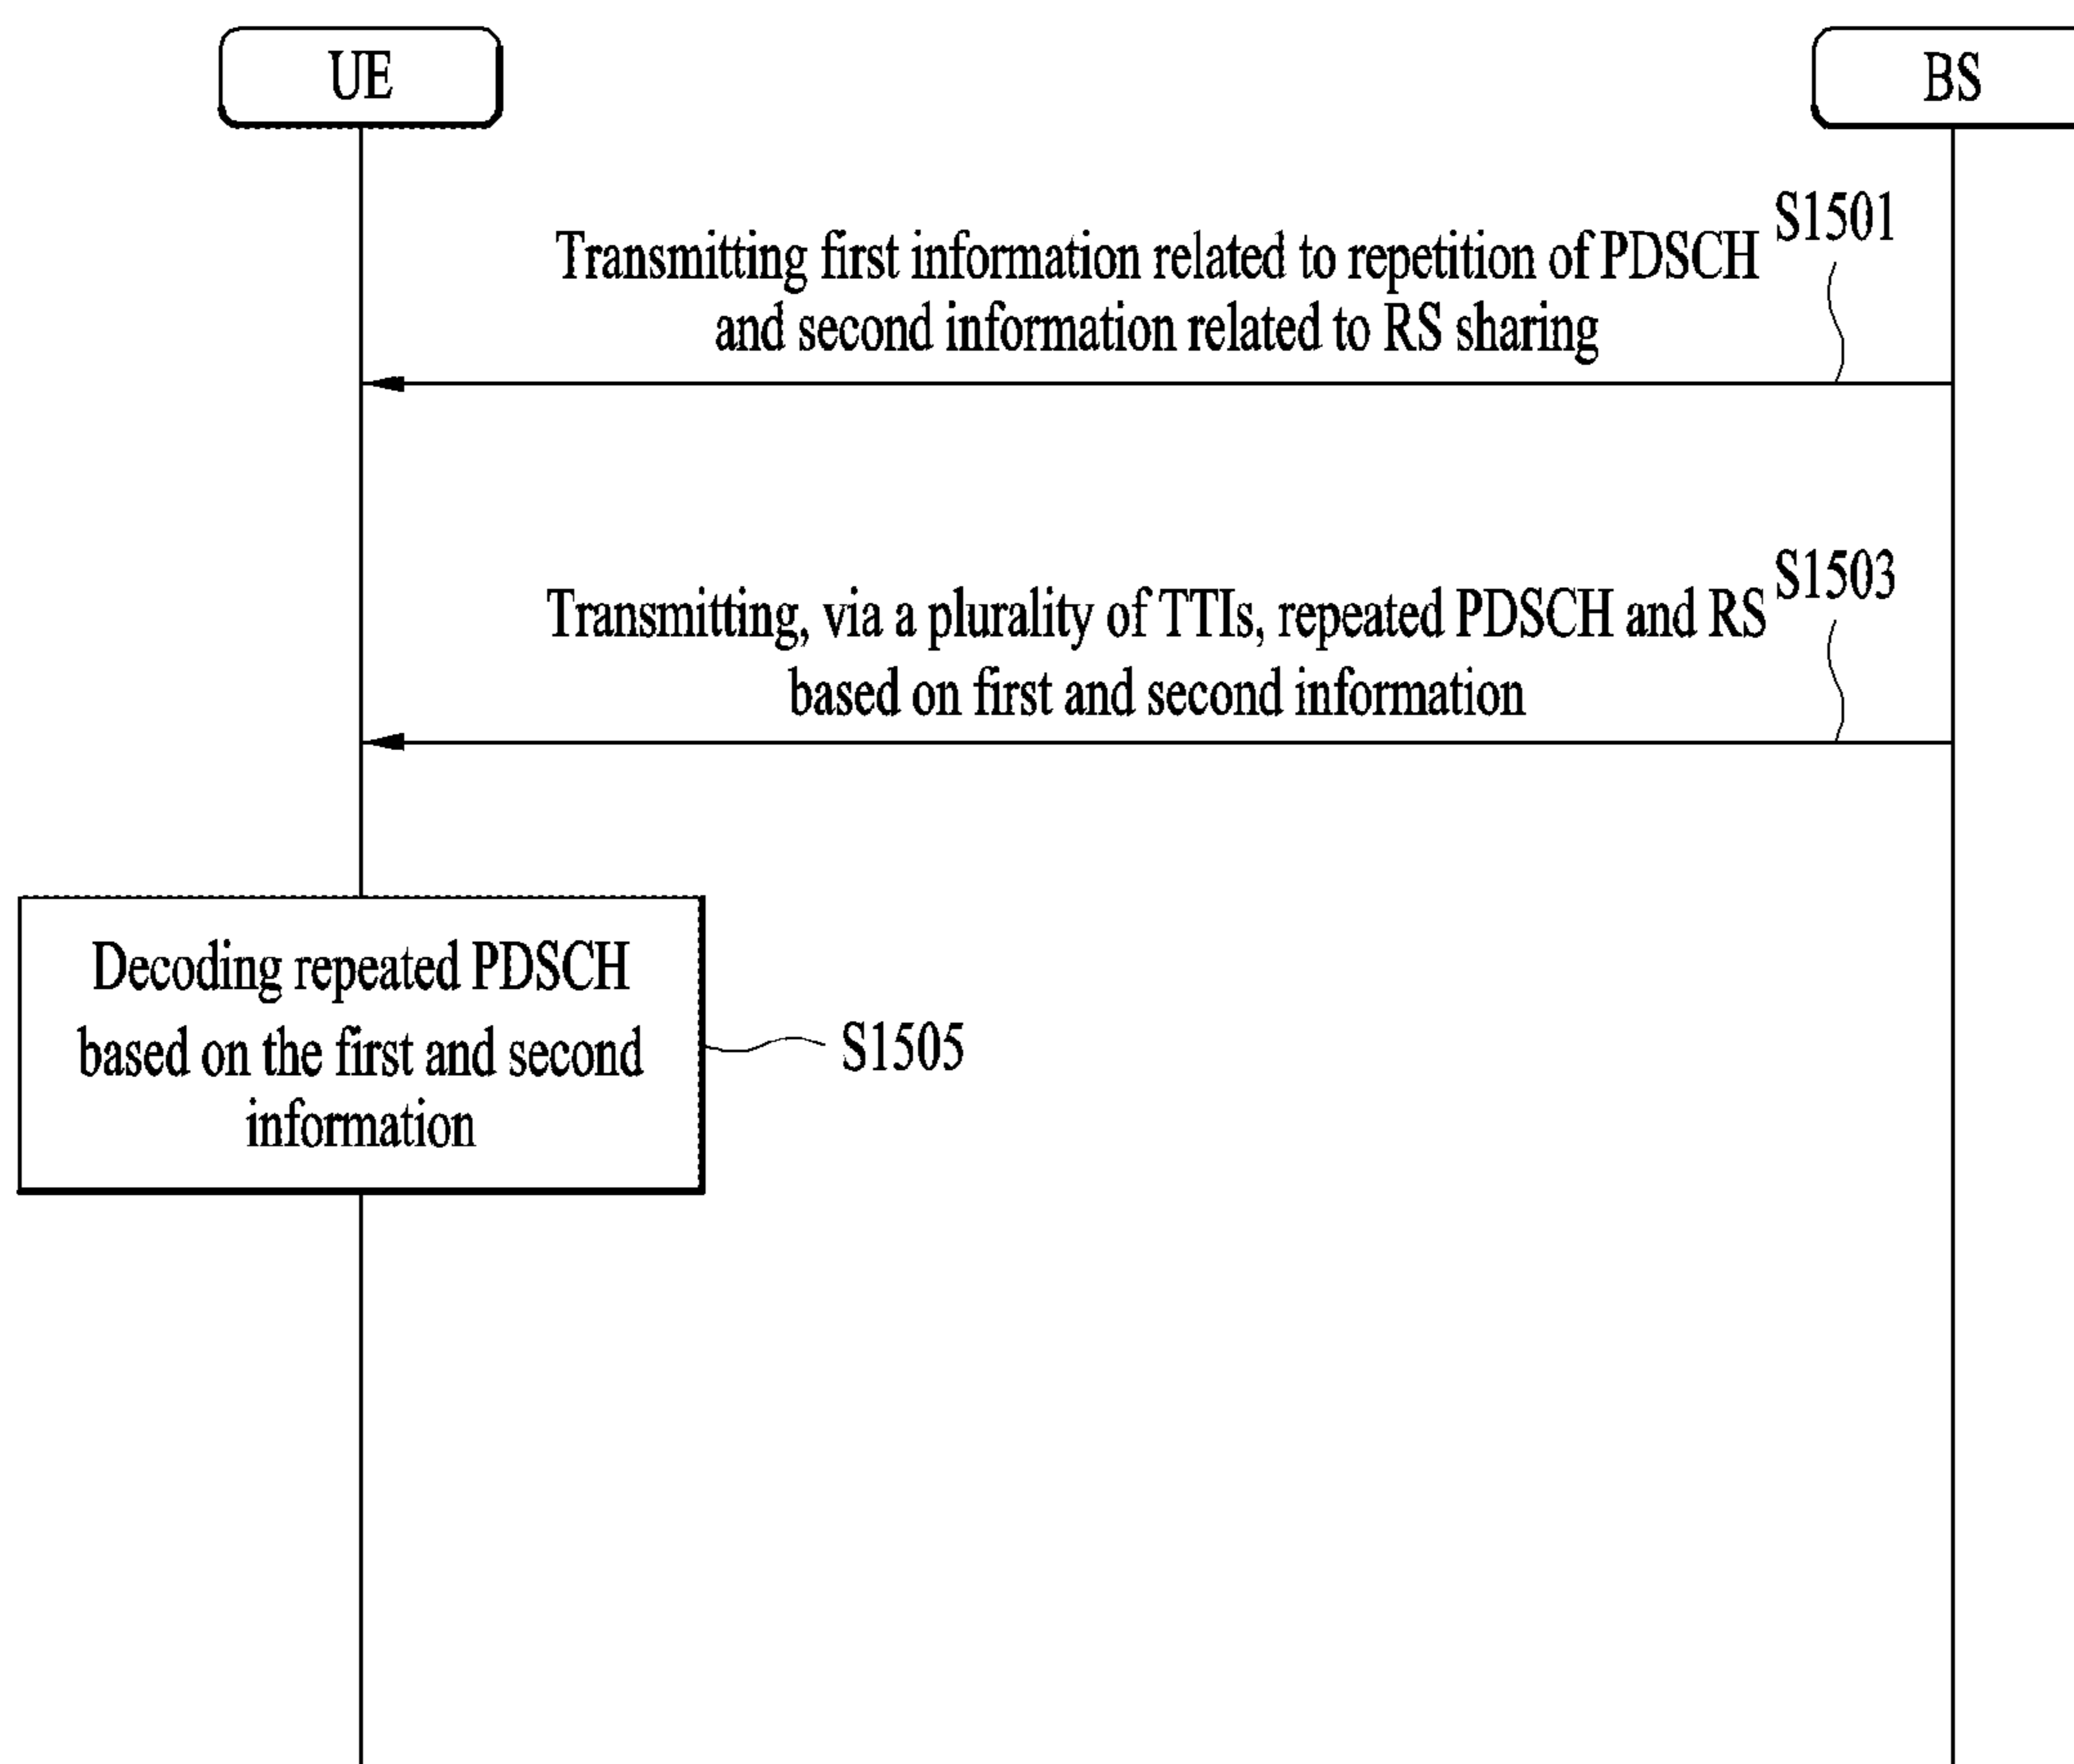 UE
BS
S1501
Transmitting first information related to repetition of PDSCH
and second information related to RS sharing
S1503
Transmitting, via a plurality of TTIs, repeated PDSCH and RS
based on first and second information
Decoding repeated PDSCH
based on the first and second
information
S1505